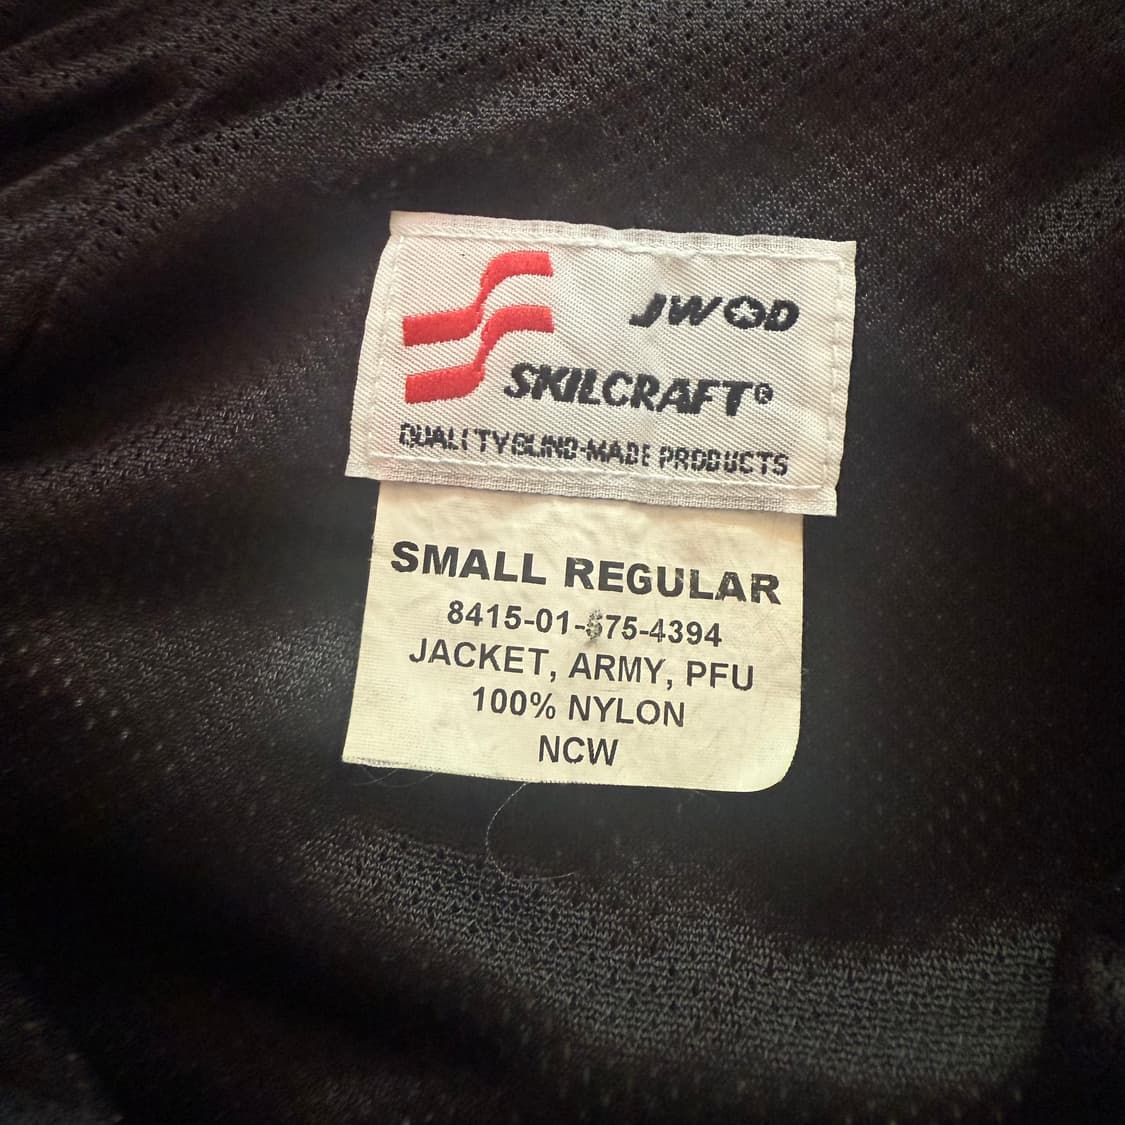 JWOD
SKILCRAFT®
QUALITY BLIND-MADE PRODUCTS
SMALL REGULAR
8415-01-575-4394
JACKET, ARMY, PFU
100% NYLON
NCW